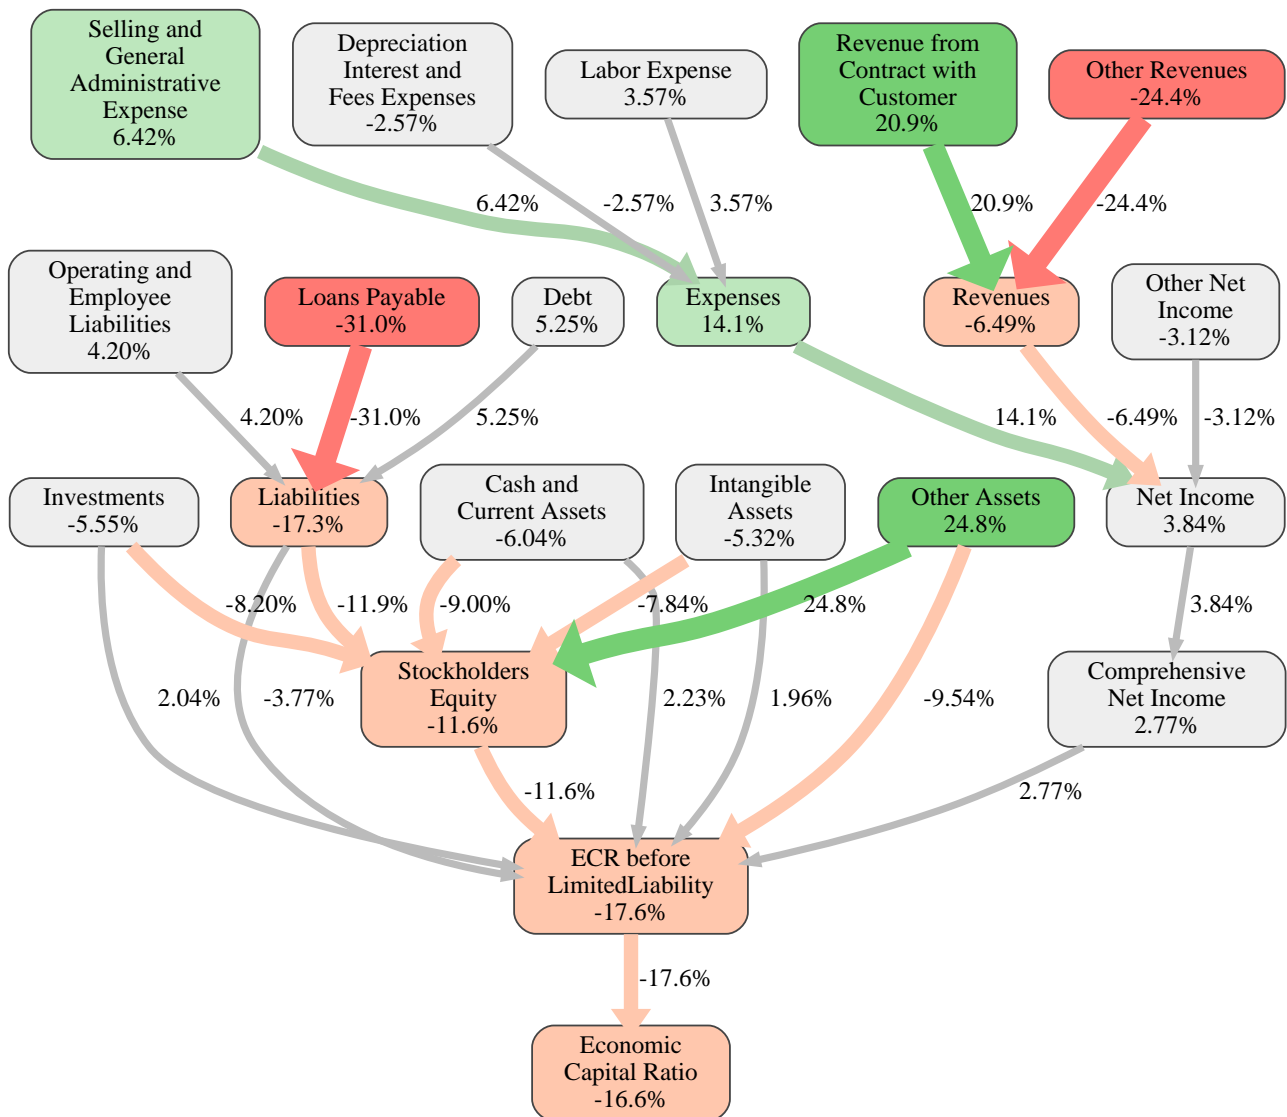 Selling and
General
Administrative
Expense
6.42%
Depreciation
Interest and
Fees Expenses
-2.57%
Labor Expense
3.57%
Revenue from
Contract with
Customer
20.9%
Other Revenues
-24.4%
6.42%
-2.57%
3.57%
20.9%
-24.4%
Operating and
Employee
Liabilities
4.20%
Loans Payable
-31.0%
Debt
5.25%
Expenses
14.1%
Revenues
-6.49%
Other Net
Income
-3.12%
4.20%
-31.0%
5.25%
14.1%
-6.49%
-3.12%
Investments
-5.55%
Liabilities
-17.3%
Cash and
Current Assets
-6.04%
Intangible
Assets
-5.32%
Other Assets
24.8%
Net Income
3.84%
-8.20%
-11.9%
-9.00%
-7.84%
24.8%
3.84%
Stockholders
Equity
-11.6%
Comprehensive
Net Income
2.77%
2.04%
-3.77%
2.23%
1.96%
-9.54%
-11.6%
2.77%
ECR before
LimitedLiability
-17.6%
-17.6%
Economic
Capital Ratio
-16.6%